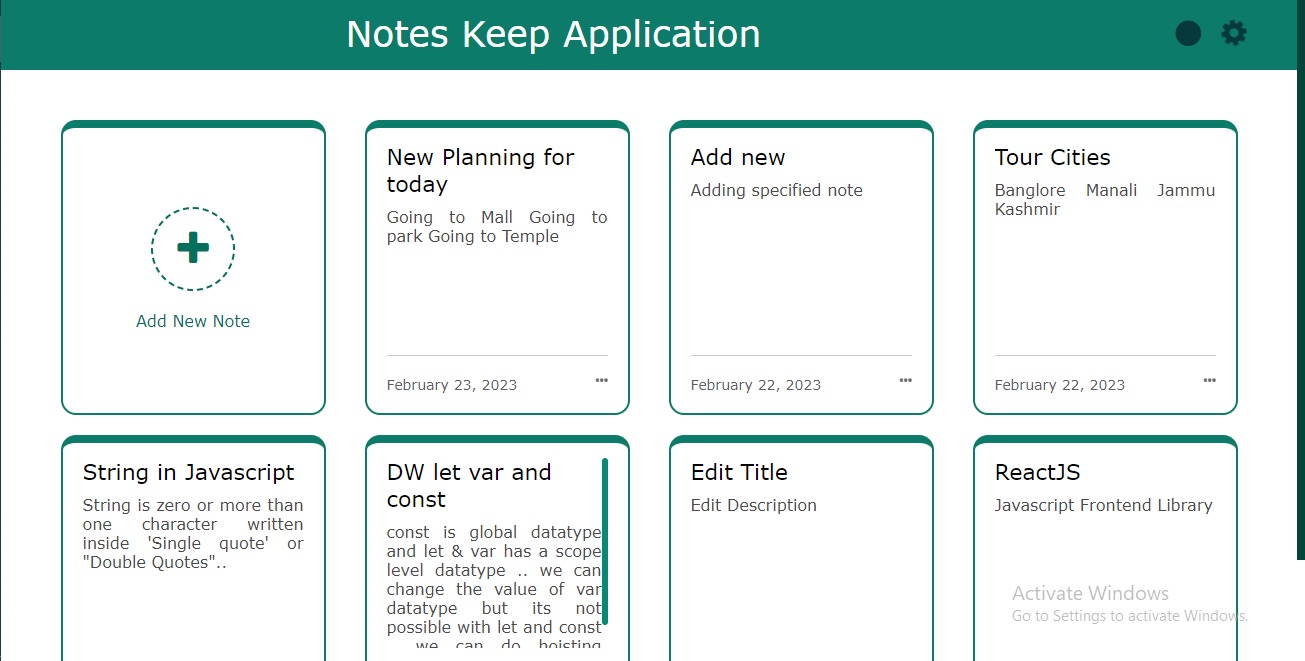 Notes Keep Application
Add New Note
New Planning for
today
Going to Mall Going to
park Going to Temple
February 23, 2023
Add new
Adding specified note
February 22, 2023
Tour Cities
Banglore Manali Jammu
Kashmir
February 22, 2023
String in Javascript
String is zero or more than
one character written
inside 'Single quote' or
"Double Quotes"..
DW let var and
const
const is global datatype
and let & var has a scope
level datatype .. we can
change the value of var
datatype but its not
possible with let and const
.. we can do hoisting
Edit Title
Edit Description
ReactJS
Javascript Frontend Library
Activate Windows
Go to Settings to activate Windows.